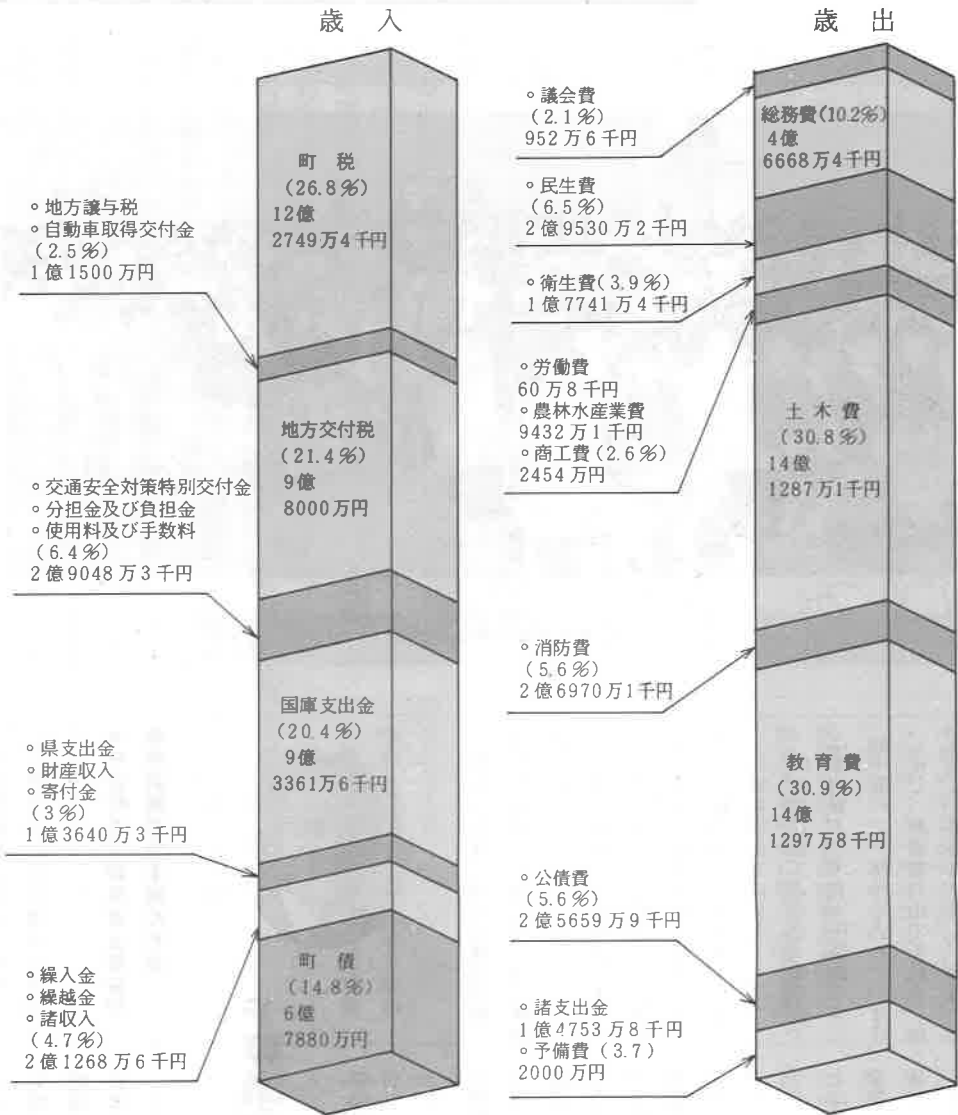 歳入
町税
(26.8%)
12億
2749万4千円
。地方譲与税
。自動車取得交付金
(2.5%)
1億1500万円
地方交付税
(21.4%)
9億
8000万円
。交通安全対策特別交付金
。分担金及び負担金
。使用料及び手数料
(6.4%)
2億9048万3千円
国庫支出金
(20.4%)
9億
3361万6千円
。県支出金
。財産収入
。寄付金
(3%)
1億3640万3千円
。繰入金
。繰越金
。諸収入
(4.7%)
2億1268万6千円
町債
(14.8%)
6億
7880万円
歳出
。議会費
(2.1%)
952万6千円
総務費(10.2%)
4億
6668万4千円
。民生費
(6.5%)
2億9530万2千円
。衛生費(3.9%)
1億7741万4千円
。労働費
60万8千円
。農林水産業費
9432万1千円
。商工費(2.6%)
2454万円
土木費
(30.8%)
14億
1287万1千円
。消防費
(5.6%)
2億6970万1千円
教育費
(30.9%)
14億
1297万8千円
。公債費
(5.6%)
2億5659万9千円
。諸支出金
1億4753万8千円
。予備費(3.7)
2000万円